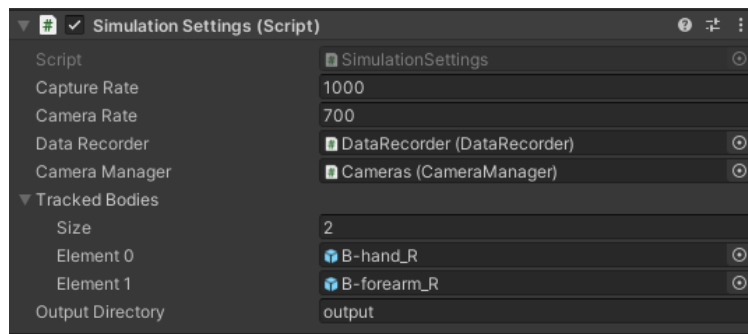 Simulation Settings (Script)
Script SimulationSettings
Capture Rate 1000
Camera Rate 700
Data Recorder DataRecorder (DataRecorder)
Camera Manager Cameras (CameraManager)
Tracked Bodies
Size 2
Element 0 B-hand_R
Element 1 B-forearm_R
Output Directory output